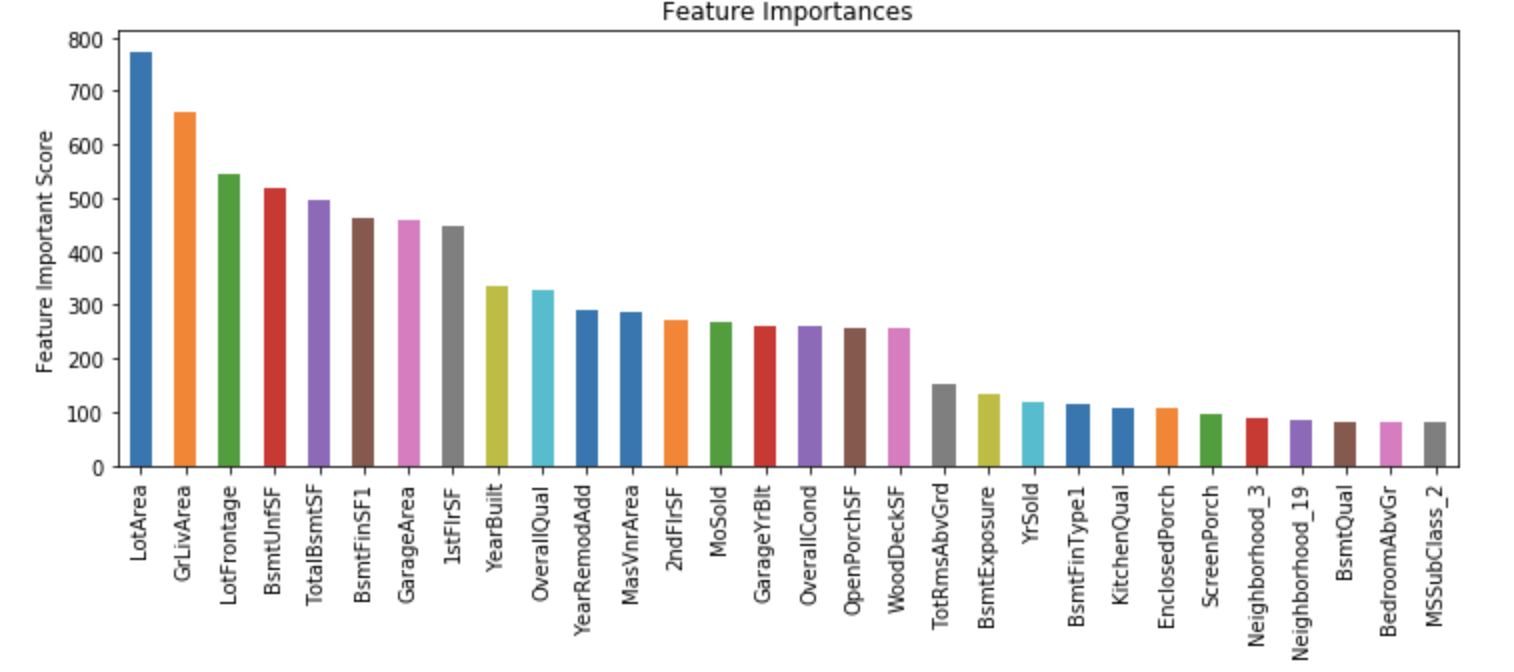 Feature Importances
Feature Important Score
800
700
600
500
400
300
200
100
0
LotArea
GrLivArea
LotFrontage
BsmtUnfSF
TotalBsmtSF
BsmtFinSF1
GarageArea
1stFlrSF
YearBuilt
OverallQual
YearRemodAdd
MasVnrArea
2ndFlrSF
MoSold
GarageYrBlt
OverallCond
OpenPorchSF
WoodDeckSF
TotRmsAbvGrd
BsmtExposure
YrSold
BsmtFinType1
KitchenQual
EnclosedPorch
ScreenPorch
Neighborhood_3
Neighborhood_19
BsmtQual
BedroomAbvGr
MSSubClass_2